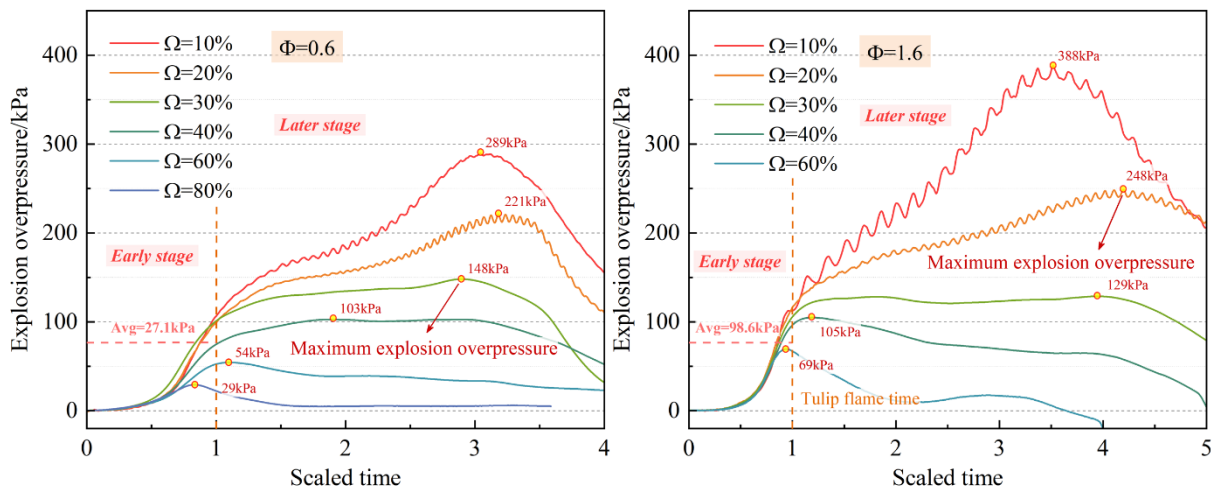 Ω=10%
Ω=20%
Ω=30%
Ω=40%
Ω=60%
Ω=80%
Φ=0.6
Later stage
Early stage
289kPa
221kPa
148kPa
103kPa
54kPa
29kPa
Avg=27.1kPa
Maximum explosion overpressure
Explosion overpressure/kPa
400
300
200
100
0
0 1 2 3 4
Scaled time
Ω=10%
Ω=20%
Ω=30%
Ω=40%
Ω=60%
Φ=1.6
Later stage
Early stage
388kPa
248kPa
Maximum explosion overpressure
129kPa
105kPa
69kPa
Avg=98.6kPa
Tulip flame time
Explosion overpressure/kPa
400
300
200
100
0
0 1 2 3 4 5
Scaled time